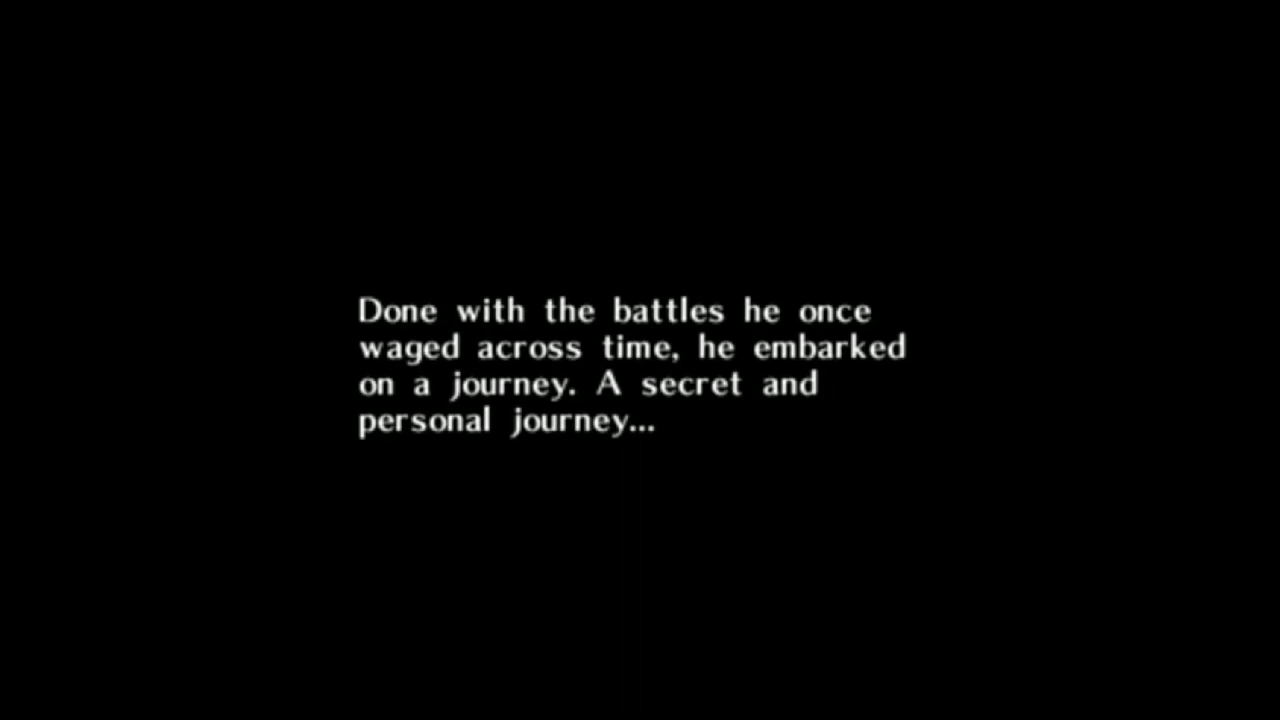 Done with the battles he once
waged across time, he embarked
on a journey. A secret and
personal journey...